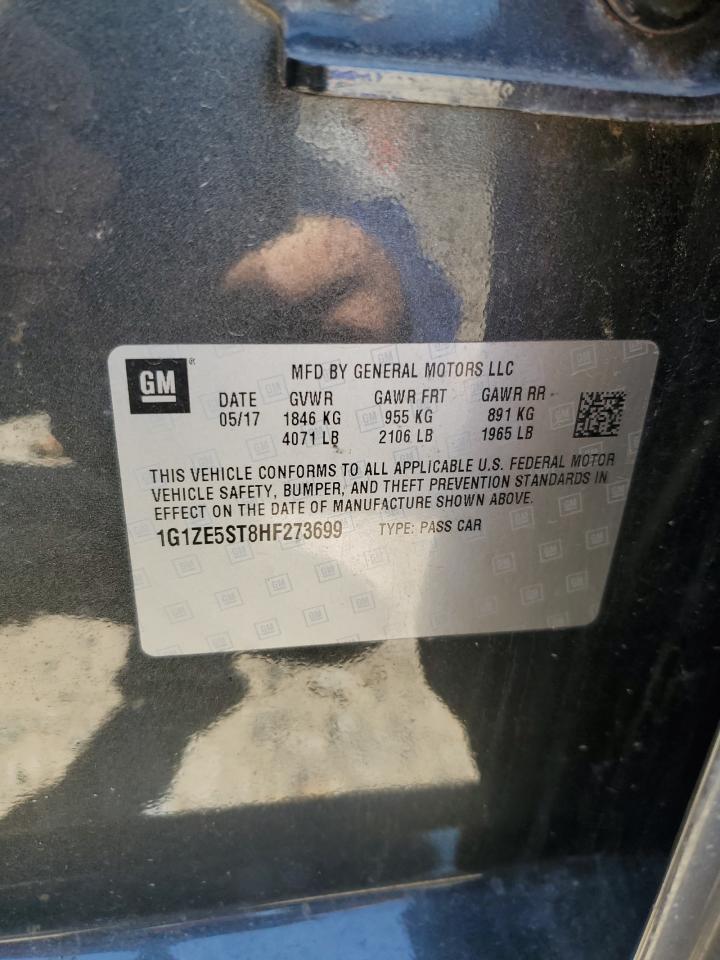 GM ®
MFD BY GENERAL MOTORS LLC
DATE GVWR GAWR FRT GAWR RR
05/17 1846 KG 955 KG 891 KG
4071 LB 2106 LB 1965 LB
THIS VEHICLE CONFORMS TO ALL APPLICABLE U.S. FEDERAL MOTOR
VEHICLE SAFETY, BUMPER, AND THEFT PREVENTION STANDARDS IN
EFFECT ON THE DATE OF MANUFACTURE SHOWN ABOVE.
1G1ZE5ST8HF273699 TYPE: PASS CAR